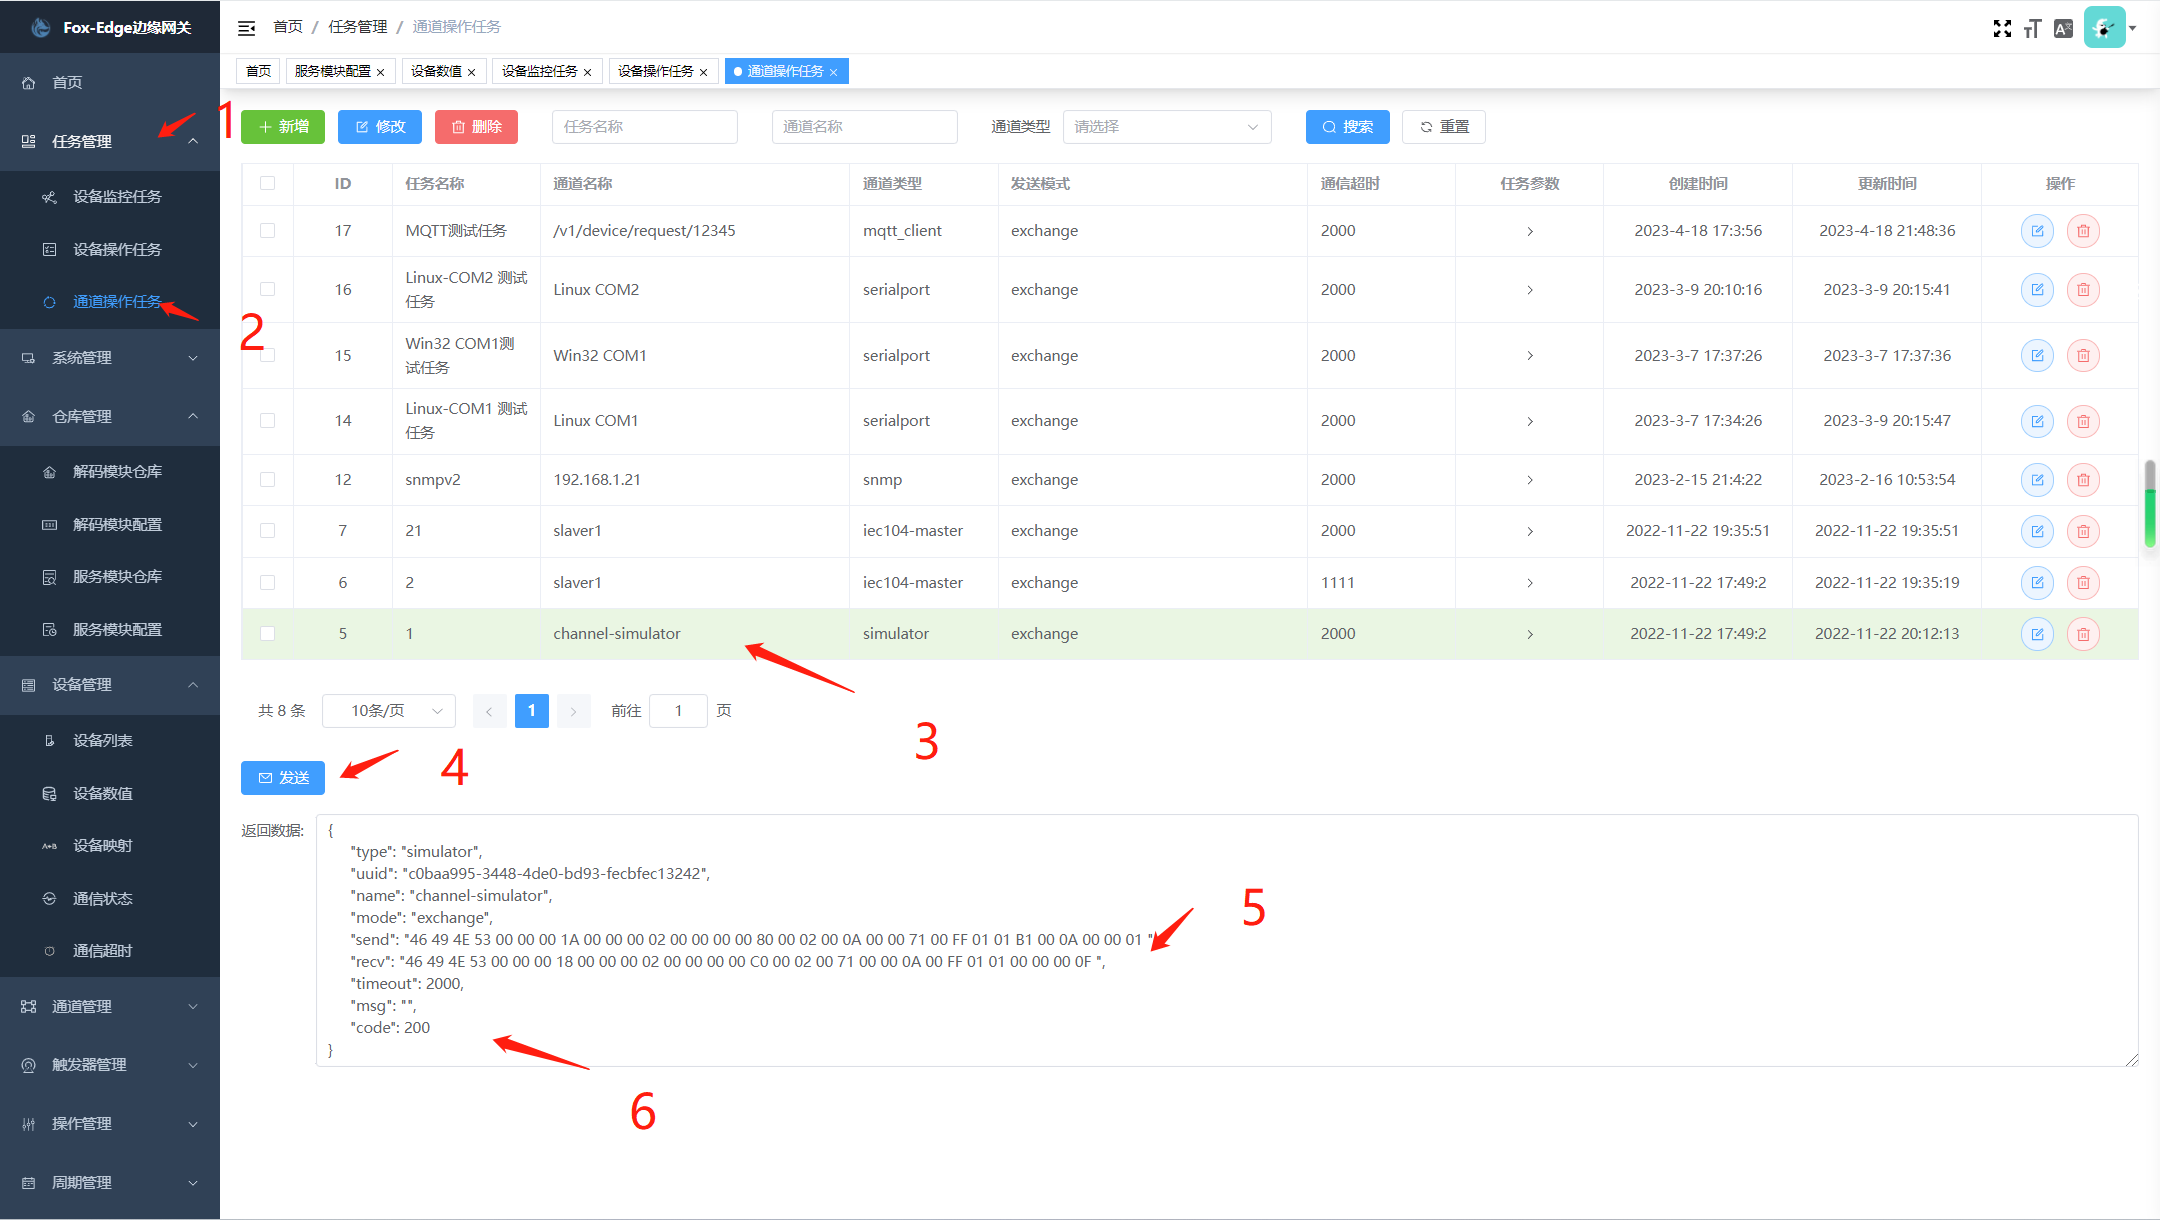 Fox-Edge边缘网关
首页 / 任务管理 / 通道操作任务
首页 服务模块配置 × 设备数值 × 设备监控任务 × 设备操作任务 × 通道操作任务 ×
首页
任务管理
设备监控任务
设备操作任务
通道操作任务
系统管理
仓库管理
解码模块仓库
解码模块配置
服务模块仓库
服务模块配置
设备管理
设备列表
设备数值
A+B 设备映射
通信状态
通信超时
通道管理
触发器管理
操作管理
周期管理
1
2
新增 修改 删除 任务名称 通道名称 通道类型 请选择 搜索 重置
ID 任务名称 通道名称 通道类型 发送模式 通信超时 任务参数 创建时间 更新时间 操作
17 MQTT测试任务 /v1/device/request/12345 mqtt_client exchange 2000 2023-4-18 17:3:56 2023-4-18 21:48:36
16 Linux-COM2 测试任务 Linux COM2 serialport exchange 2000 2023-3-9 20:10:16 2023-3-9 20:15:41
15 Win32 COM1测试任务 Win32 COM1 serialport exchange 2000 2023-3-7 17:37:26 2023-3-7 17:37:36
14 Linux-COM1 测试任务 Linux COM1 serialport exchange 2000 2023-3-7 17:34:26 2023-3-9 20:15:47
12 snmpv2 192.168.1.21 snmp exchange 2000 2023-2-15 21:4:22 2023-2-16 10:53:54
7 21 slaver1 iec104-master exchange 2000 2022-11-22 19:35:51 2022-11-22 19:35:51
6 2 slaver1 iec104-master exchange 1111 2022-11-22 17:49:2 2022-11-22 19:35:19
5 1 channel-simulator simulator exchange 2000 2022-11-22 17:49:2 2022-11-22 20:12:13
共 8 条 10条/页 1 前往 1 页
3
发送
4
返回数据:
{
"type": "simulator",
"uuid": "c0baa995-3448-4de0-bd93-fecbfec13242",
"name": "channel-simulator",
"mode": "exchange",
"send": "46 49 4E 53 00 00 00 1A 00 00 00 02 00 00 00 00 80 00 02 00 0A 00 00 71 00 FF 01 01 B1 00 0A 00 00 01 "
"recv": "46 49 4E 53 00 00 00 18 00 00 00 02 00 00 00 00 C0 00 02 00 71 00 00 0A 00 FF 01 01 00 00 00 0F ",
"timeout": 2000,
"msg": "",
"code": 200
}
5
6